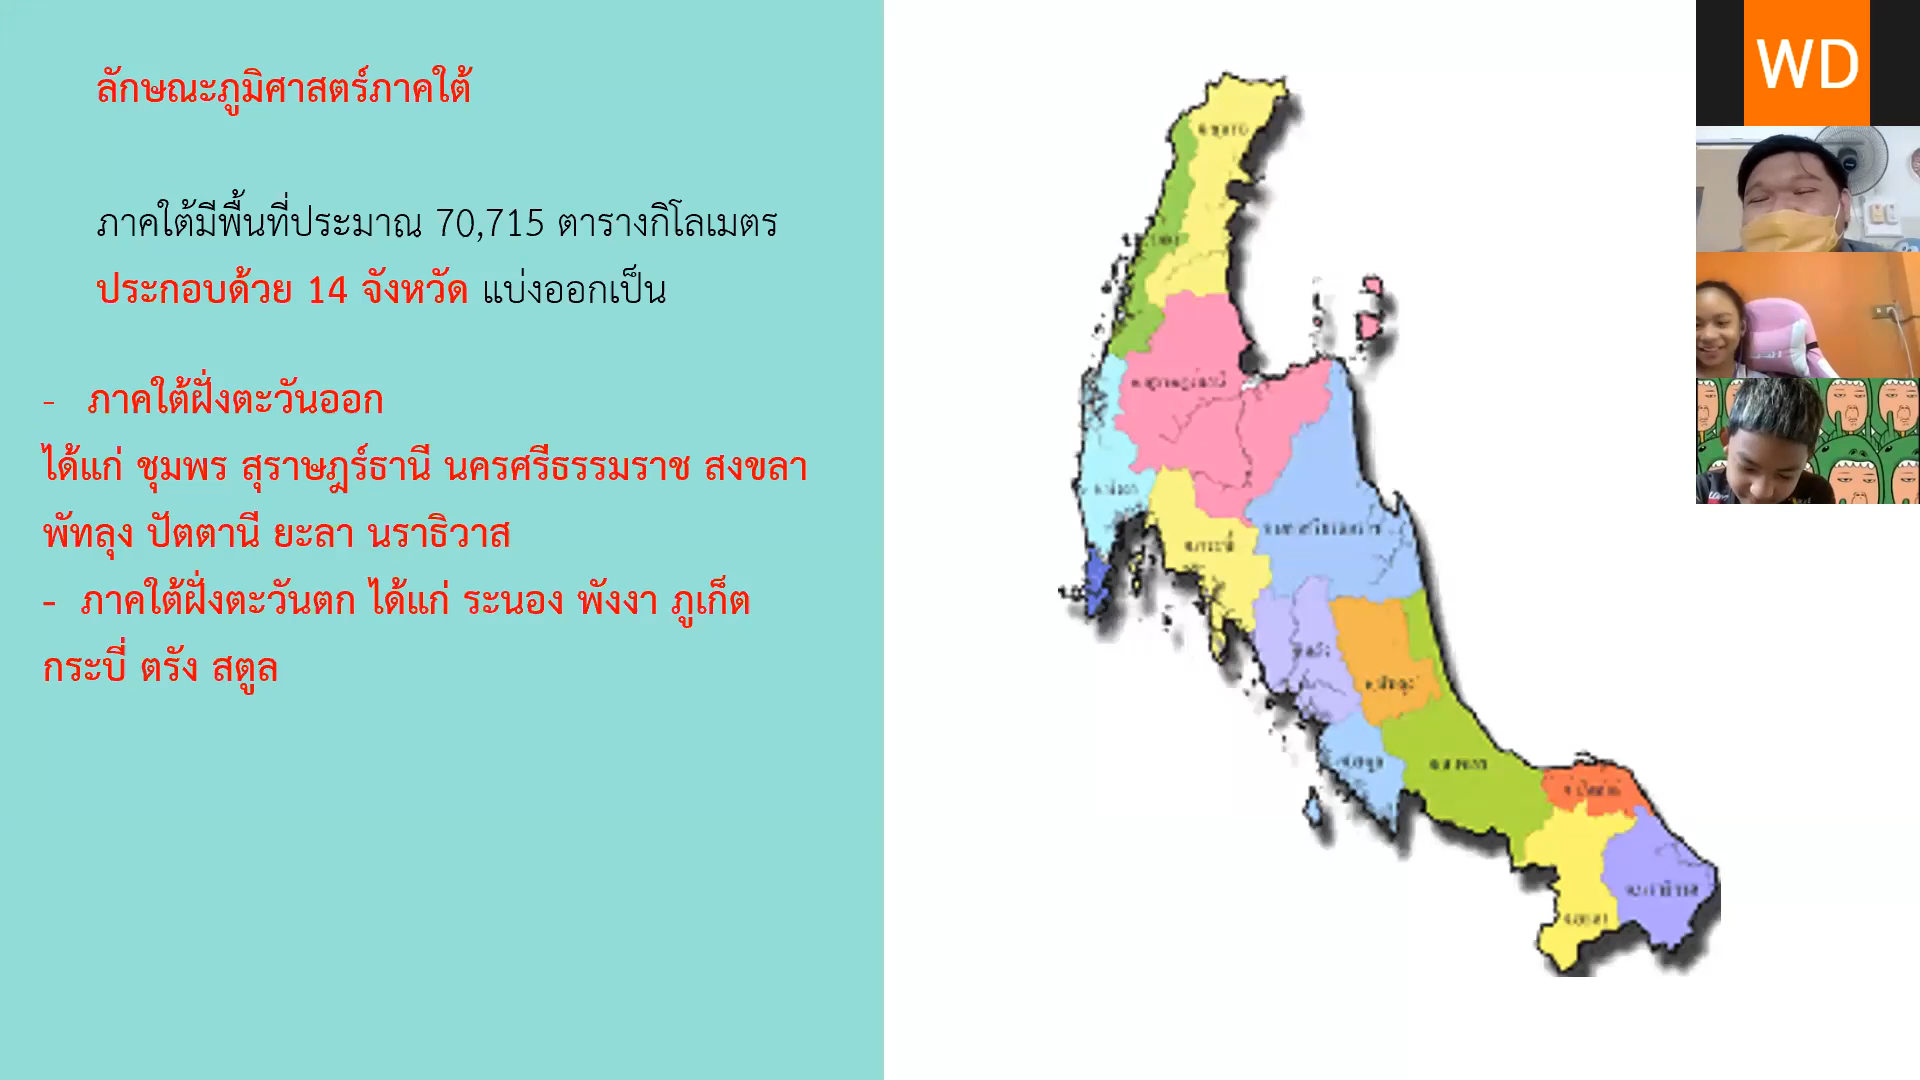 ลักษณะภูมิศาสตร์ภาคใต้
ภาคใต้มีพื้นที่ประมาณ 70,715 ตารางกิโลเมตร
ประกอบด้วย 14 จังหวัด แบ่งออกเป็น
- ภาคใต้ฝั่งตะวันออก
ได้แก่ ชุมพร สุราษฎร์ธานี นครศรีธรรมราช สงขลา
พัทลุง ปัตตานี ยะลา นราธิวาส
- ภาคใต้ฝั่งตะวันตก ได้แก่ ระนอง พังงา ภูเก็ต
กระบี่ ตรัง สตูล
WD